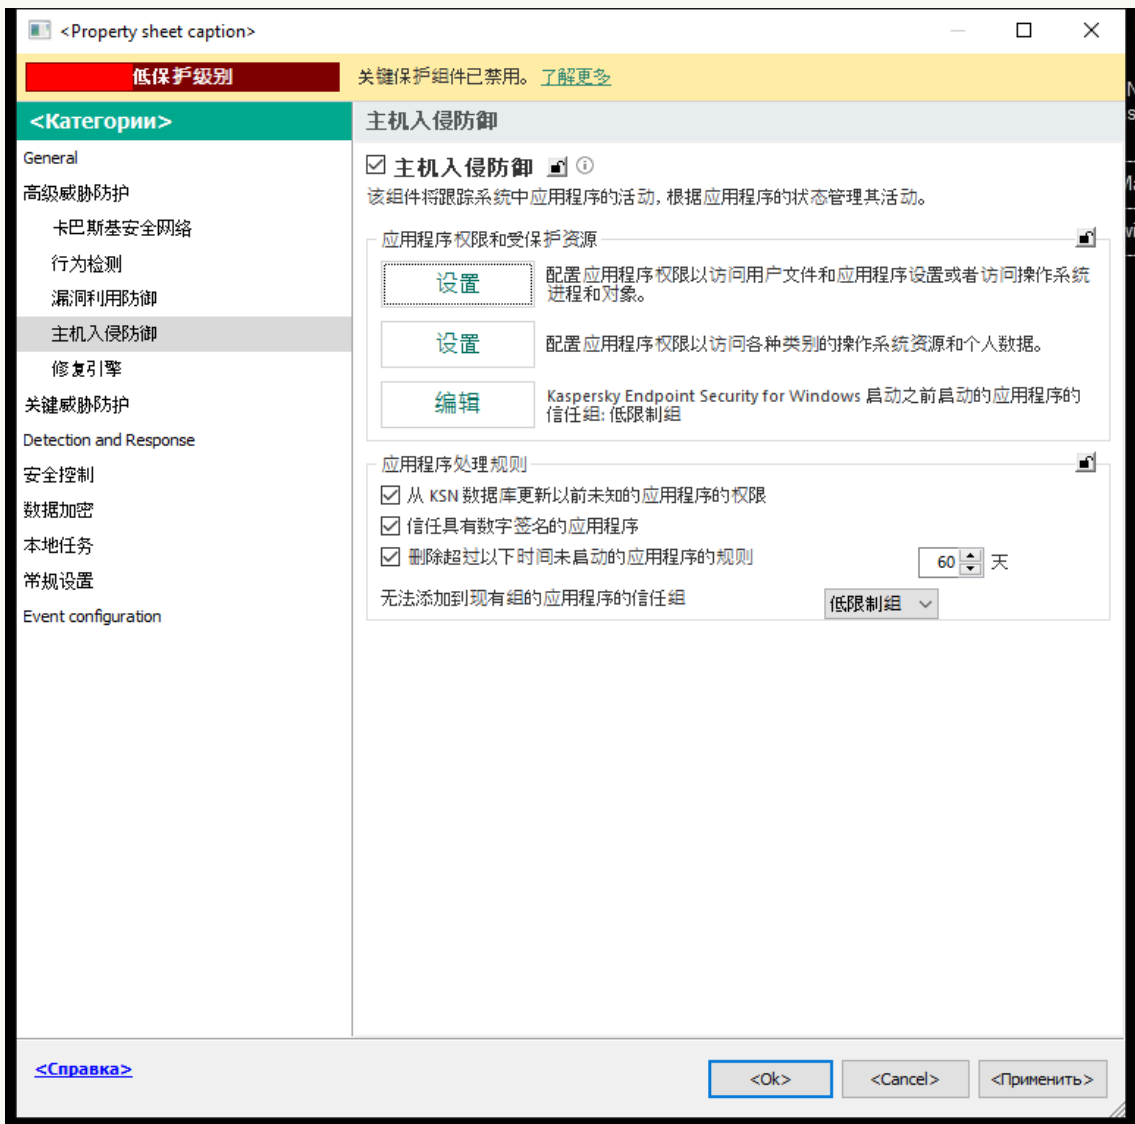 <Property sheet caption>
低保护级别
关键保护组件已禁用。 了解更多
<Категории>
General
高级威胁防护
卡巴斯基安全网络
行为检测
漏洞利用防御
主机入侵防御
修复引擎
关键威胁防护
Detection and Response
安全控制
数据加密
本地任务
常规设置
Event configuration
主机入侵防御
主机入侵防御
该组件将跟踪系统中应用程序的活动, 根据应用程序的状态管理其活动。
应用程序权限和受保护资源
设置
配置应用程序权限以访问用户文件和应用程序设置或者访问操作系统
进程和对象。
设置
配置应用程序权限以访问各种类别的操作系统资源和个人数据。
编辑
Kaspersky Endpoint Security for Windows 启动之前启动的应用程序的
信任组: 低限制组
应用程序处理规则
从 KSN 数据库更新以前未知的应用程序的权限
信任具有数字签名的应用程序
删除超过以下时间未启动的应用程序的规则
60 天
无法添加到现有组的应用程序的信任组
低限制组
<Справка>
<Ok>
<Cancel>
<Применить>